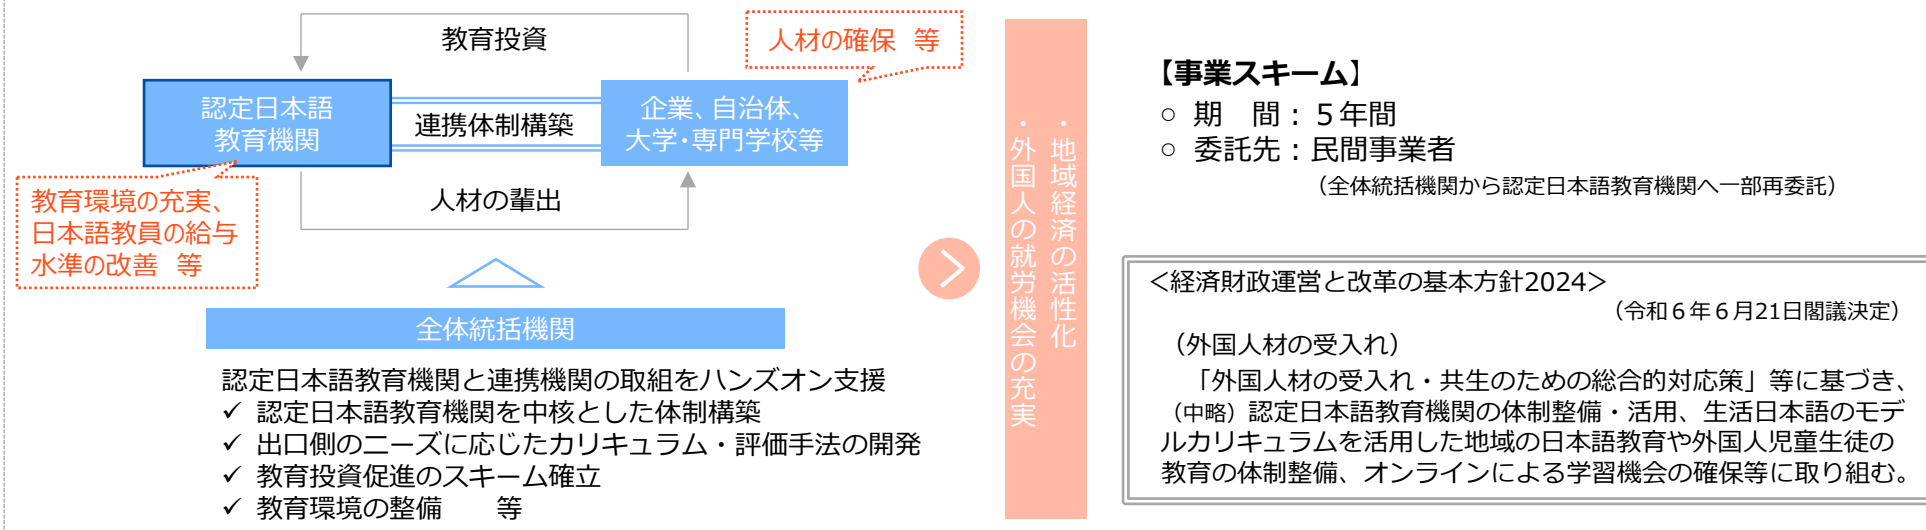 教育投資
人材の確保 等
認定日本語
教育機関
連携体制構築
企業、自治体、
大学・専門学校等
教育環境の充実、
日本語教員の給与
水準の改善 等
人材の輩出
全体統括機関
認定日本語教育機関と連携機関の取組をハンズオン支援
✓ 認定日本語教育機関を中核とした体制構築
✓ 出口側のニーズに応じたカリキュラム・評価手法の開発
✓ 教育投資促進のスキーム確立
✓ 教育環境の整備 等
・地域経済の活性化
・外国人の就労機会の充実
【事業スキーム】
○ 期 間：５年間
○ 委託先：民間事業者
（全体統括機関から認定日本語教育機関へ一部再委託）
＜経済財政運営と改革の基本方針2024＞
（令和６年６月21日閣議決定）
（外国人材の受入れ）
「外国人材の受入れ・共生のための総合的対応策」等に基づき、
（中略）認定日本語教育機関の体制整備・活用、生活日本語のモデ
ルカリキュラムを活用した地域の日本語教育や外国人児童生徒の
教育の体制整備、オンラインによる学習機会の確保等に取り組む。